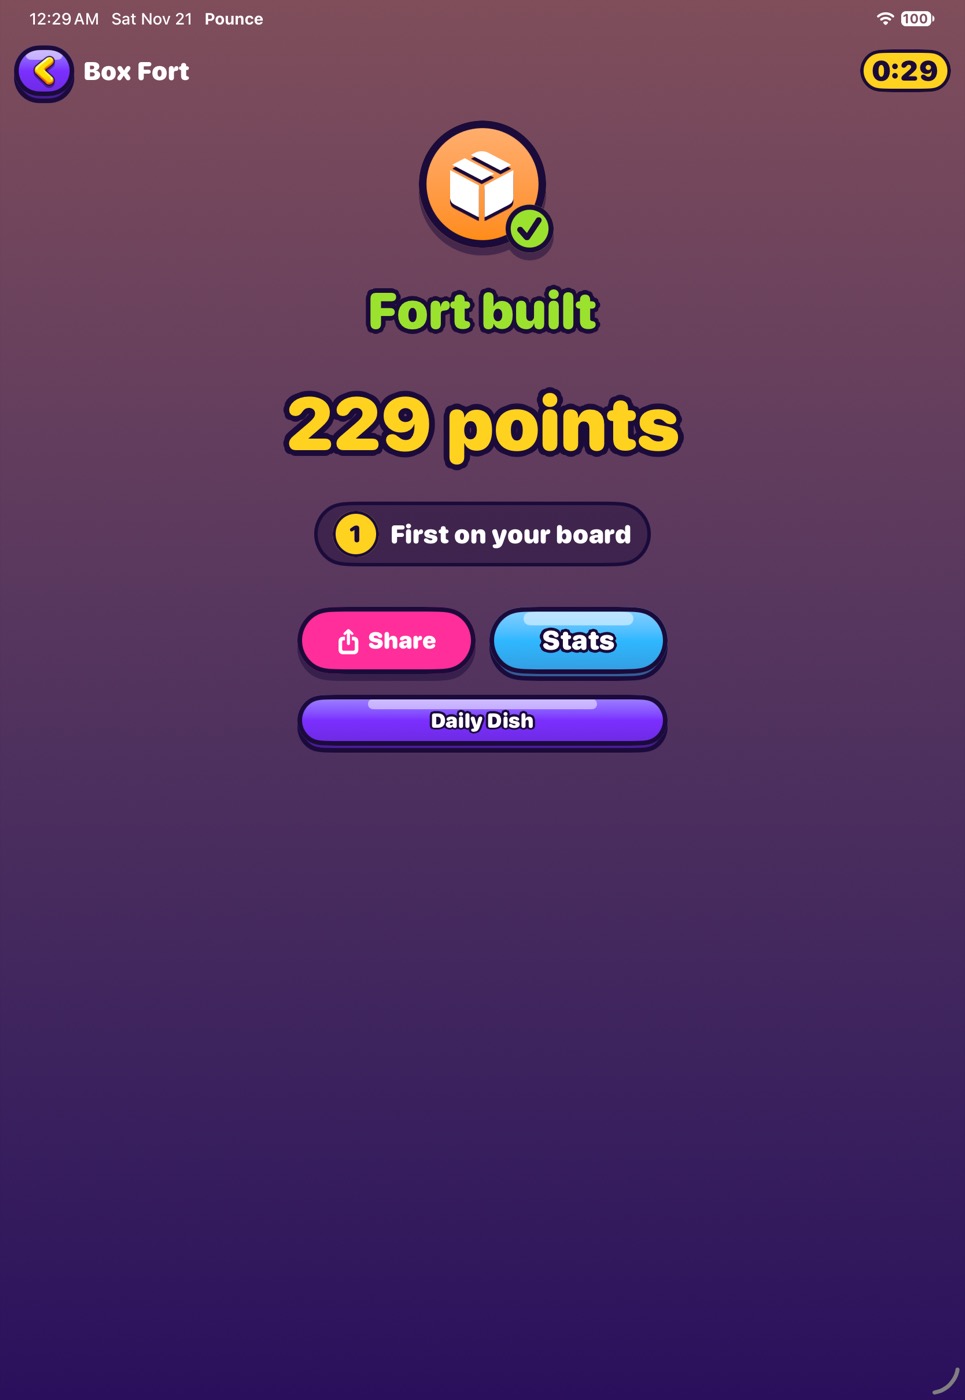 12:29 AM Sat Nov 21 Pounce
100
Box Fort
0:29
Fort built
229 points
1 First on your board
Share
Stats
Daily Dish